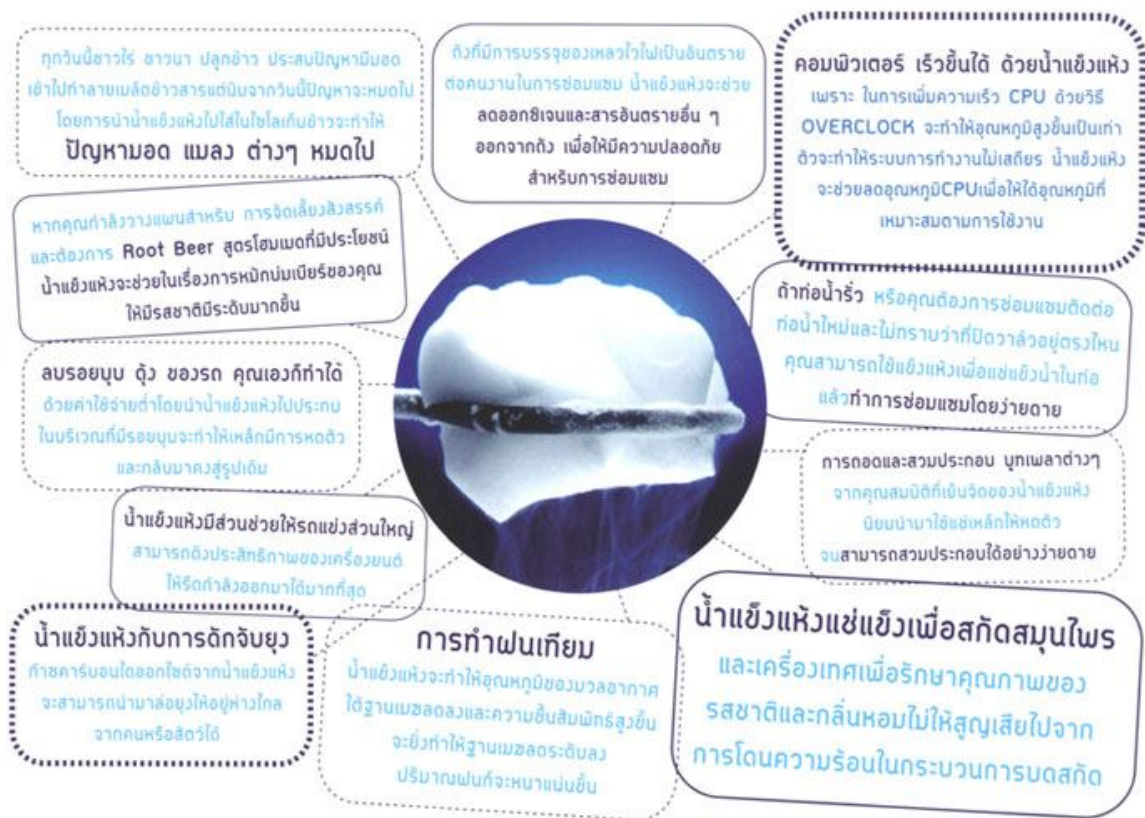 ทุกวันนี้ชาวไร่ ชาวนา ปลูกข้าว ประสบปัญหามีมอด
เข้าไปทำลายเมล็ดข้าวสารแต่นับจากวันนี้ปัญหาจะหมดไป
โดยการนำน้ำแข็งแห้งไปใส่ในไซโลเก็บข้าวจะทำให้
ปัญหามอด แมลง ต่างๆ หมดไป
ถังที่มีการบรรจุของเหลวไวไฟเป็นอันตราย
ต่อคนงานในการซ่อมแซม น้ำแข็งแห้งจะช่วย
ลดออกซิเจนและสารอันตรายอื่น ๆ
ออกจากถัง เพื่อให้มีความปลอดภัย
สำหรับการซ่อมแซม
คอมพิวเตอร์ เร็วขึ้นได้ ด้วยน้ำแข็งแห้ง
เพราะ ในการเพิ่มความเร็ว CPU ด้วยวิธี
OVERCLOCK จะทำให้อุณหภูมิสูงขึ้นเป็นเท่า
ตัวจะทำให้ระบบการทำงานไม่เสถียร น้ำแข็งแห้ง
จะช่วยลดอุณหภูมิCPUเพื่อให้ได้อุณหภูมิที่
เหมาะสมตามการใช้งาน
หากคุณกำลังวางแผนสำหรับ การจัดเลี้ยงสังสรรค์
และต้องการ Root Beer สูตรโฮมเมดที่มีประโยชน์
น้ำแข็งแห้งจะช่วยในเรื่องการหมักบ่มเบียร์ของคุณ
ให้มีรสชาติมีระดับมากขึ้น
ถ้าท่อน้ำรั่ว หรือคุณต้องการซ่อมแซมติดต่อ
ท่อน้ำใหม่และไม่ทราบว่าที่ปิดวาล์วอยู่ตรงไหน
คุณสามารถใช้แข็งแห้งเพื่อแช่แข็งน้ำในท่อ
แล้วทำการซ่อมแซมโดยง่ายดาย
ลบรอยบุบ ดุ้ง ของรถ คุณเองก็ทำได้
ด้วยค่าใช้จ่ายต่ำโดยนำน้ำแข็งแห้งไปประกบ
ในบริเวณที่มีรอยบุบจะทำให้เหล็กมีการหดตัว
และกลับมาคงสู่รูปเดิม
การถอดและสวมประกอบ บูทเพลาต่างๆ
จากคุณสมบัติที่เย็นจัดของน้ำแข็งแห้ง
นิยมนำมาใช้แช่เหล็กให้หดตัว
จนสามารถสวมประกอบได้อย่างง่ายดาย
น้ำแข็งแห้งมีส่วนช่วยให้รถแข่งส่วนใหญ่
สามารถดึงประสิทธิภาพของเครื่องยนต์
ให้รีดกำลังออกมาได้มากที่สุด
น้ำแข็งแห้งกับการดักจับยุง
ก๊าซคาร์บอนไดออกไซด์จากน้ำแข็งแห้ง
จะสามารถนำมาล่อยุงให้อยู่ห่างไกล
จากคนหรือสัตว์ได้
การทำฝนเทียม
น้ำแข็งแห้งจะทำให้อุณหภูมิของมวลอากาศ
ใต้ฐานเมฆลดลงและความชื้นสัมพัทธ์สูงขึ้น
จะยิ่งทำให้ฐานเมฆลดระดับลง
ปริมาณฝนก็จะหนาแน่นขึ้น
น้ำแข็งแห้งแช่แข็งเพื่อสกัดสมุนไพร
และเครื่องเทศเพื่อรักษาคุณภาพของ
รสชาติและกลิ่นหอมไม่ให้สูญเสียไปจาก
การโดนความร้อนในกระบวนการบดสกัด